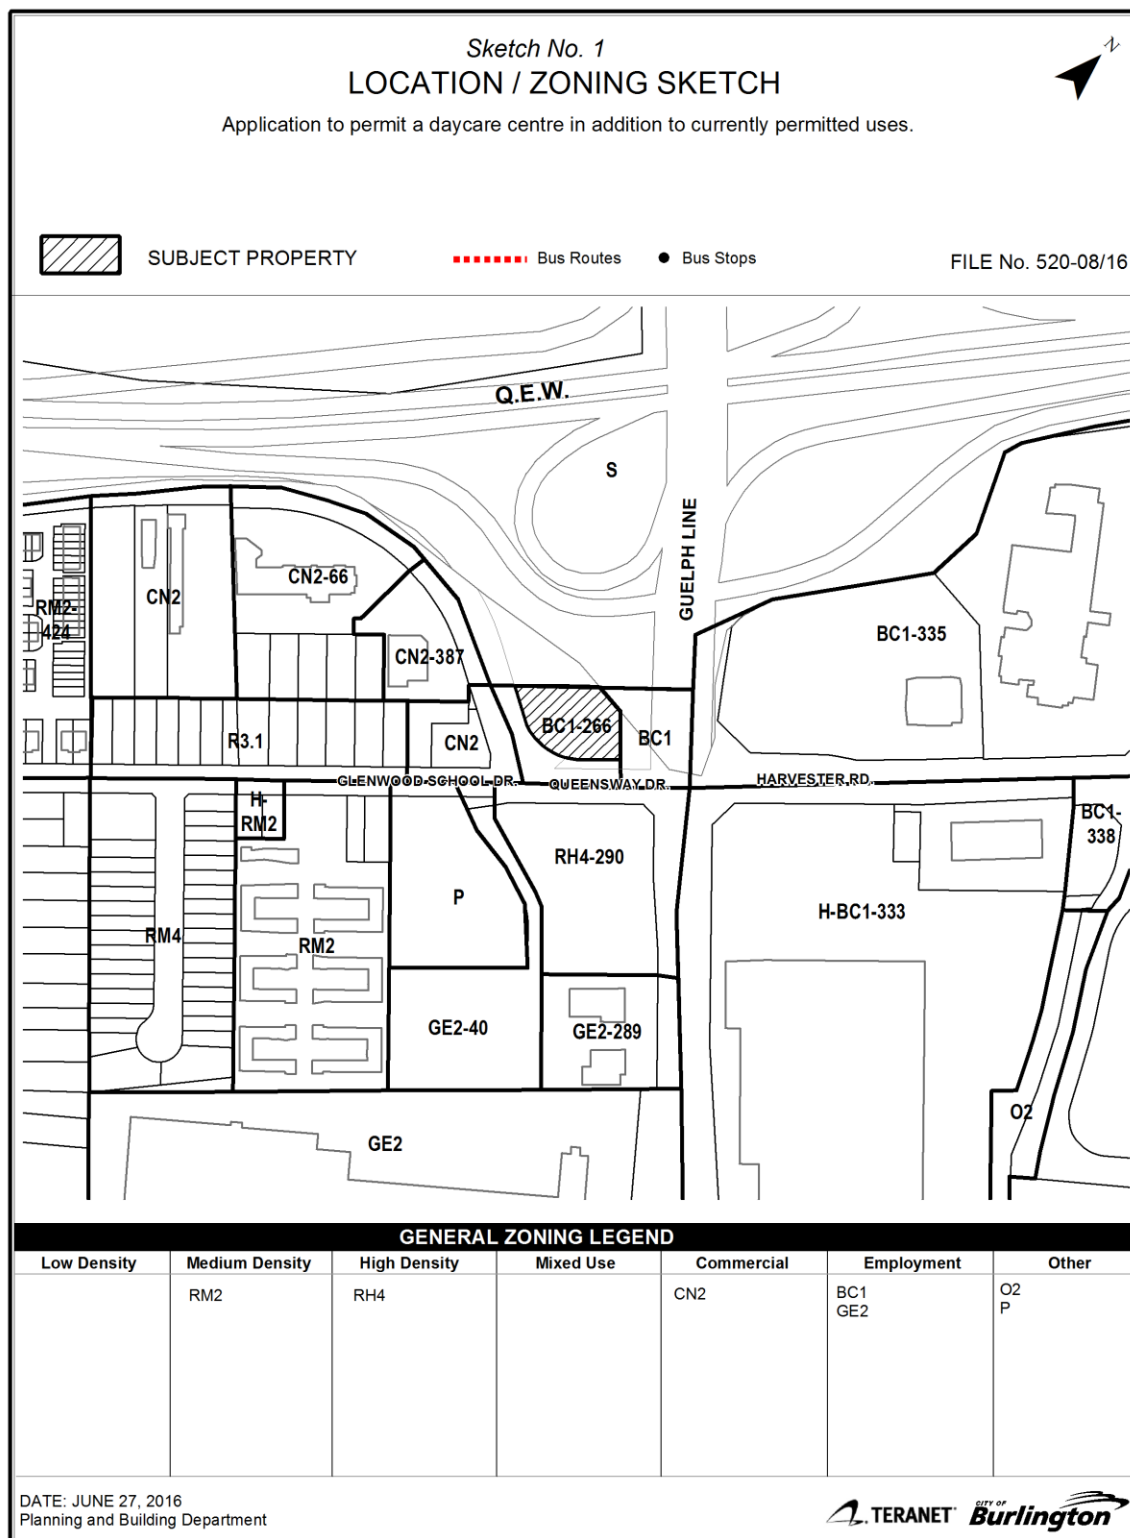 Sketch No. 1
LOCATION / ZONING SKETCH
N
Application to permit a daycare centre in addition to currently permitted uses.
SUBJECT PROPERTY
Bus Routes
Bus Stops
FILE No. 520-08/16
Q.E.W.
S
GUELPH LINE
CN2-66
CN2
RM2-
424
BC1-335
CN2-387
BC1-266
BC1
R3.1
CN2
GLENWOOD SCHOOL DR.
QUEENSWAY DR.
HARVESTER RD.
H-
RM2
BC1-
338
RH4-290
P
H-BC1-333
RM4
RM2
GE2-40
GE2-289
O2
GE2
GENERAL ZONING LEGEND
Low Density
Medium Density
High Density
Mixed Use
Commercial
Employment
Other
RM2
RH4
CN2
BC1
GE2
O2
P
DATE: JUNE 27, 2016
Planning and Building Department
TERANET
CITY OF
Burlington